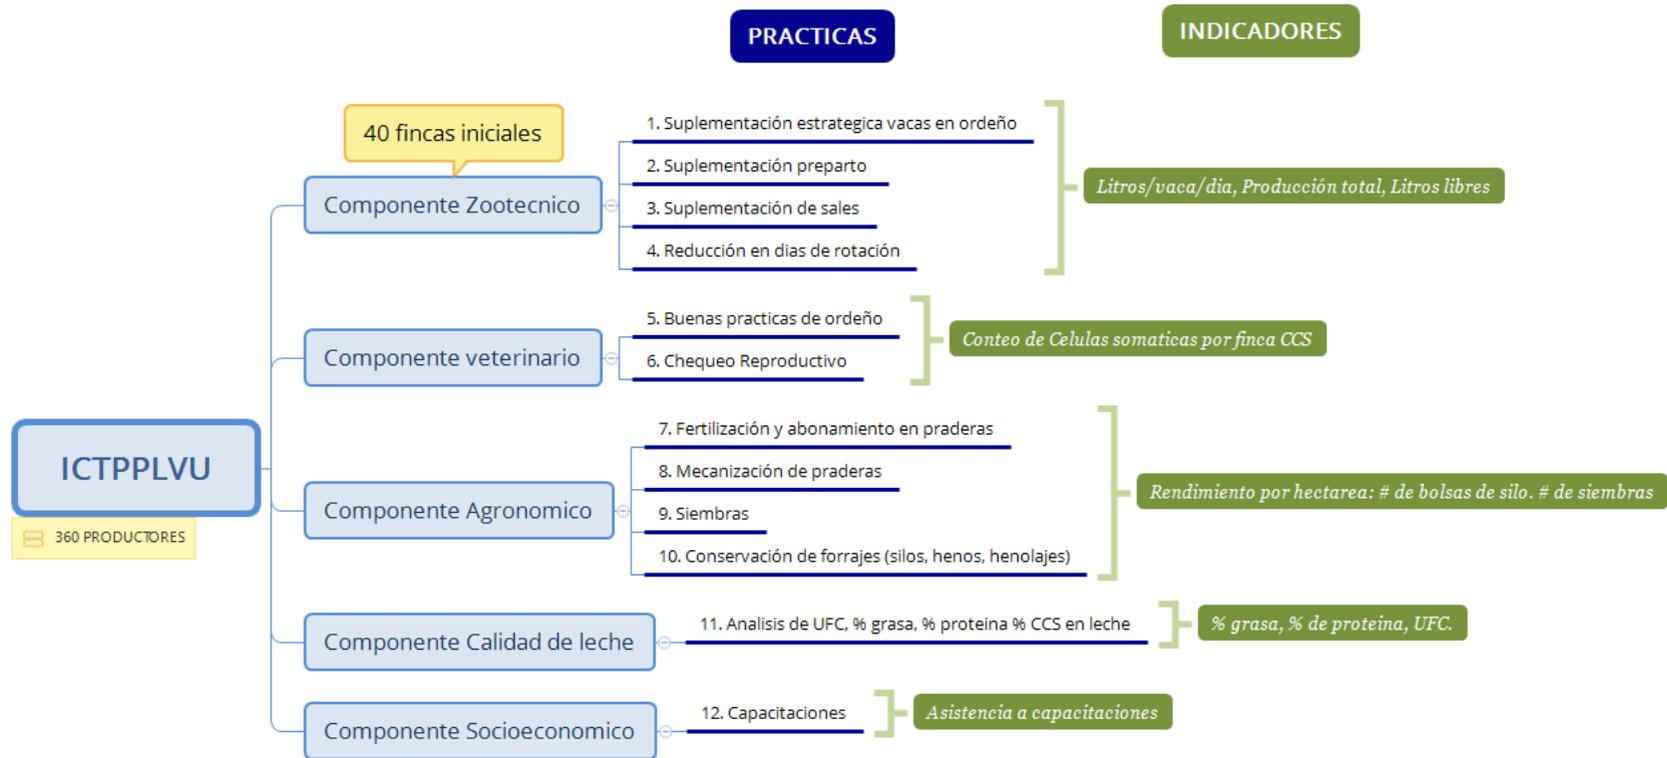 PRACTICAS
INDICADORES
40 fincas iniciales
Componente Zootecnico
1. Suplementación estrategica vacas en ordeño
2. Suplementación preparto
3. Suplementación de sales
4. Reducción en dias de rotación
Litros/vaca/dia, Producción total, Litros libres
Componente veterinario
5. Buenas practicas de ordeño
6. Chequeo Reproductivo
Conteo de Celulas somaticas por finca CCS
ICTPPLVU
360 PRODUCTORES
Componente Agronomico
7. Fertilización y abonamiento en praderas
8. Mecanización de praderas
9. Siembras
10. Conservación de forrajes (silos, henos, henolajes)
Rendimiento por hectarea: # de bolsas de silo. # de siembras
Componente Calidad de leche
11. Analisis de UFC, % grasa, % proteina % CCS en leche
% grasa, % de proteina, UFC.
Componente Socioeconomico
12. Capacitaciones
Asistencia a capacitaciones